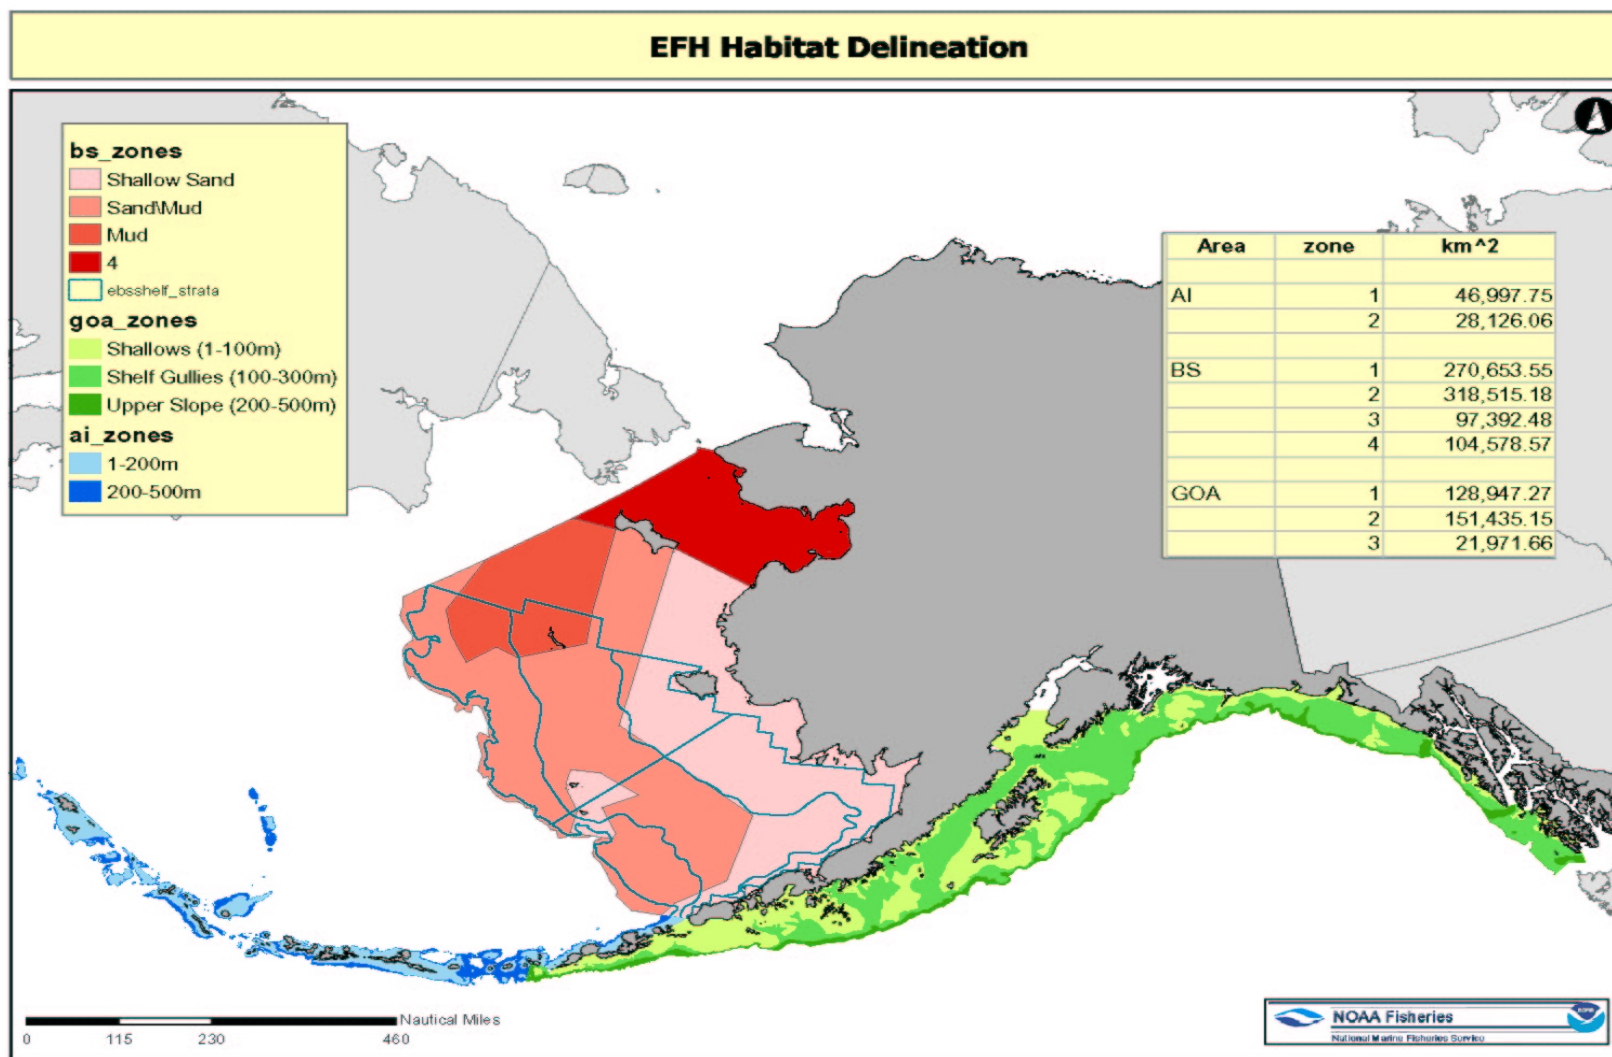 EFH Habitat Delineation
bs_zones
Shallow Sand
Sand\Mud
Mud
4
ebsshelf_strata
goa_zones
Shallows (1-100m)
Shelf Gullies (100-300m)
Upper Slope (200-500m)
ai_zones
1-200m
200-500m
Area zone km^2
AI 1 46,997.75
2 28,126.06
BS 1 270,653.55
2 318,515.18
3 97,392.48
4 104,578.57
GOA 1 128,947.27
2 151,435.15
3 21,971.66
Nautical Miles
0 115 230 460
NOAA Fisheries
National Marine Fisheries Service